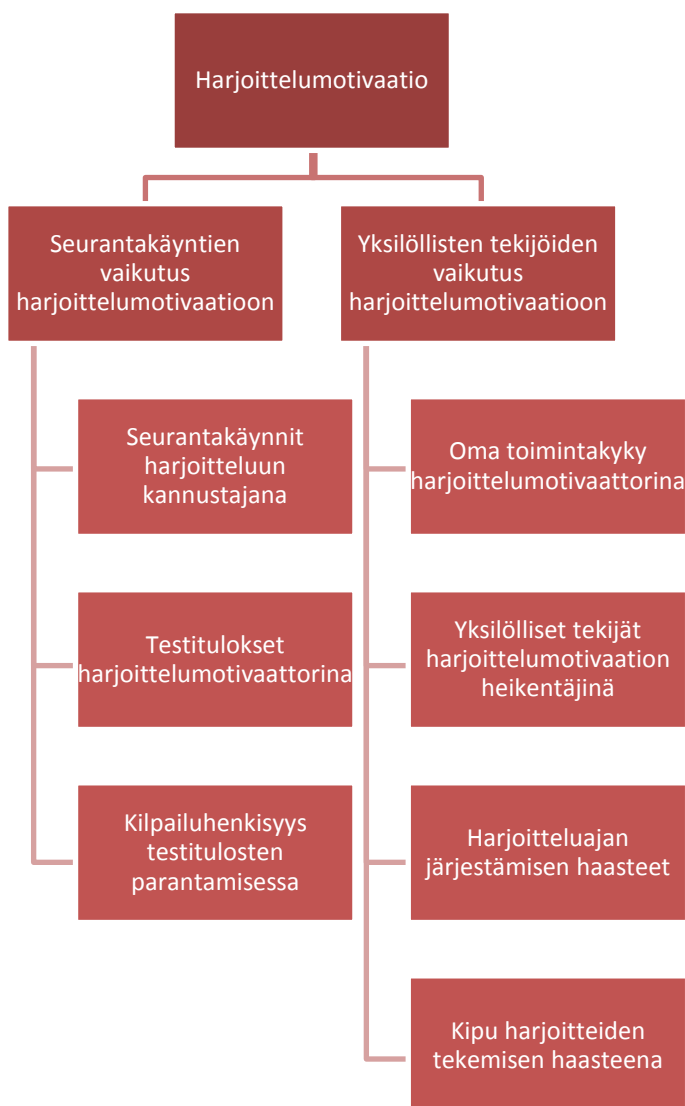 Harjoittelumotivaatio
Seurantakäyntien
vaikutus
harjoittelumotivaatioon
Yksilöllisten tekijöiden
vaikutus
harjoittelumotivaatioon
Seurantakäynnit
harjoitteluun
kannustajana
Testitulokset
harjoittelumotivaattorina
Kilpailuhenkisyys
testitulosten
parantamisessa
Oma toimintakyky
harjoittelumotivaattorina
Yksilölliset tekijät
harjoittelumotivaation
heikentäjinä
Harjoitteluajan
järjestämisen haasteet
Kipu harjoitteiden
tekemisen haasteena